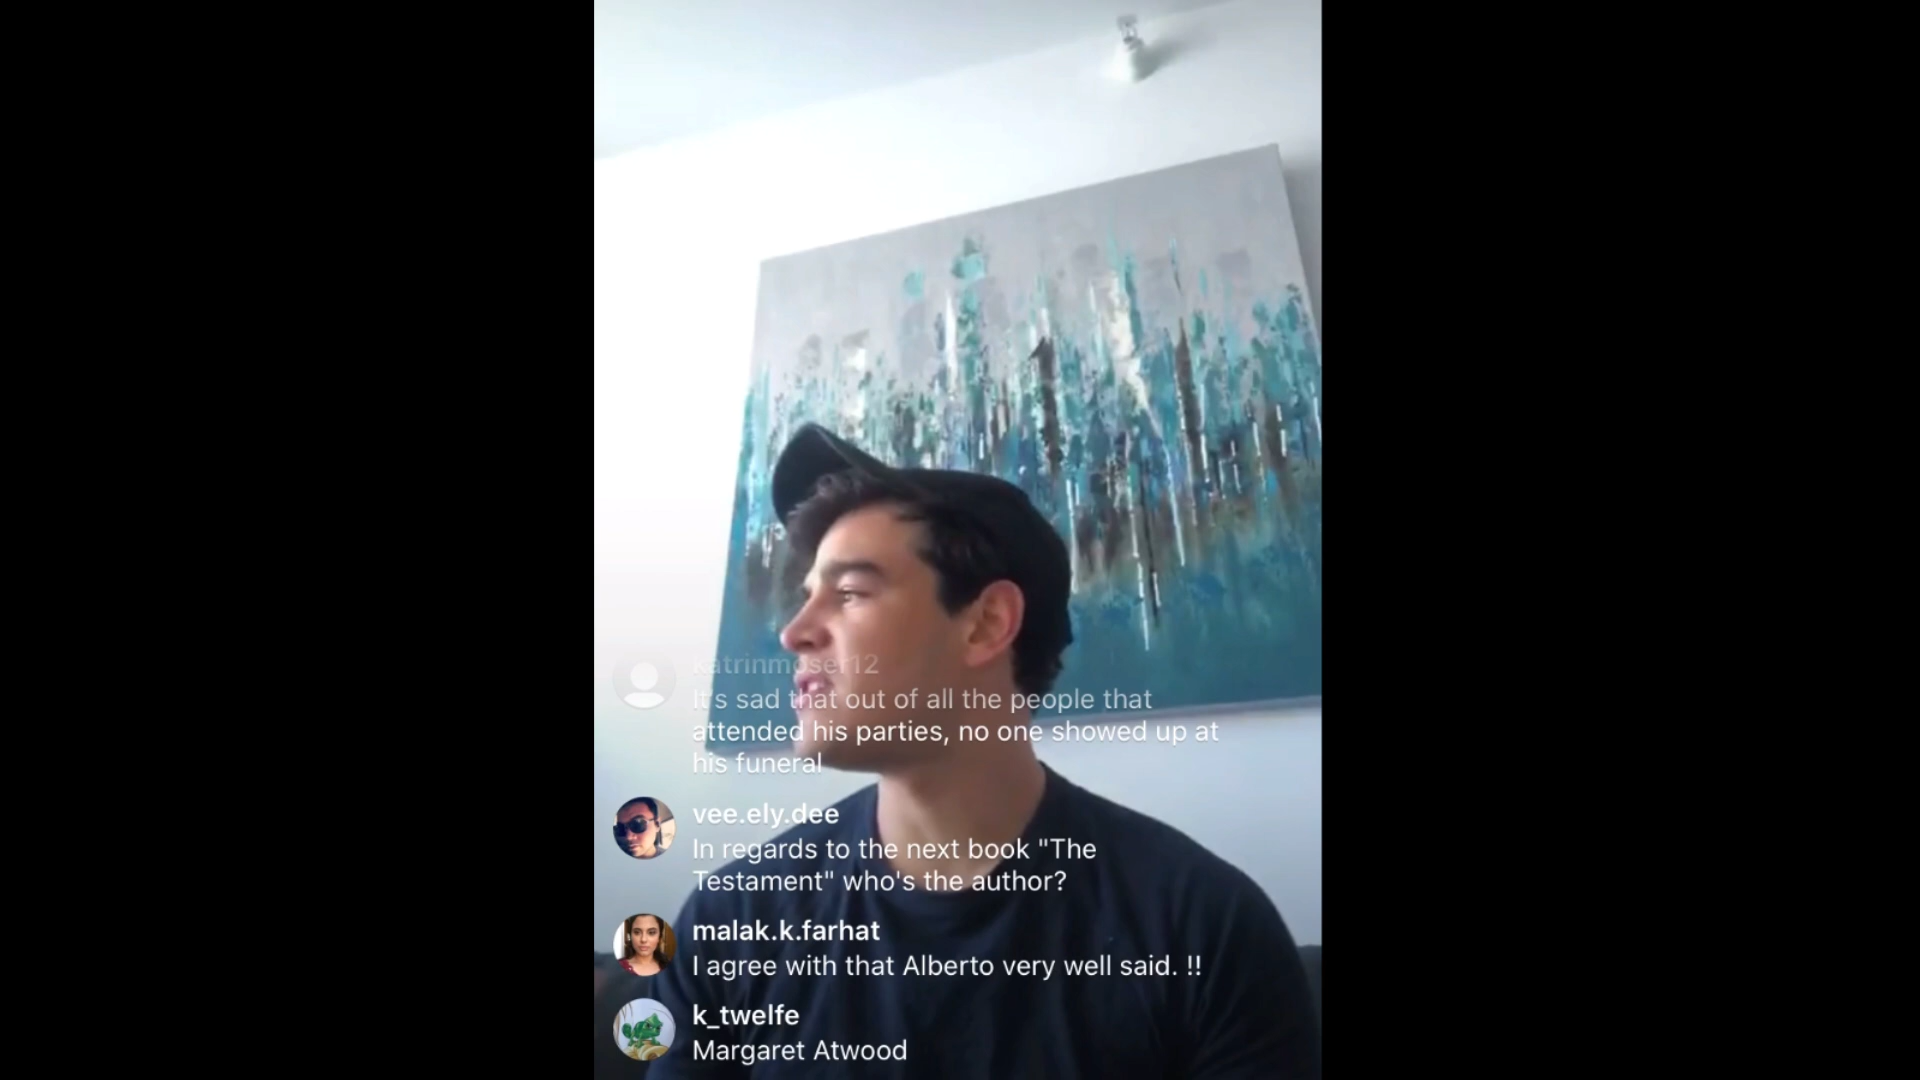 katrinmoser12
It's sad that out of all the people that
attended his parties, no one showed up at
his funeral
vee.ely.dee
In regards to the next book "The
Testament" who's the author?
malak.k.farhat
I agree with that Alberto very well said. !!
k_twelfe
Margaret Atwood